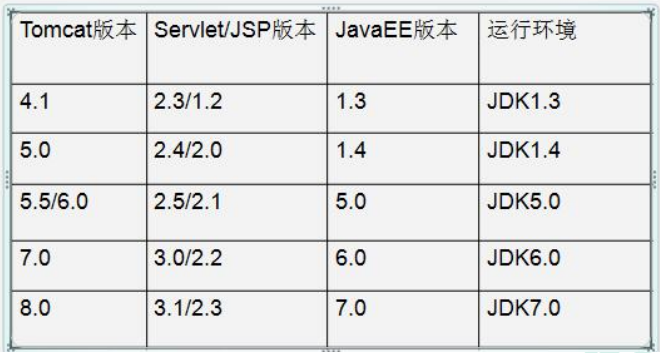 Tomcat版本 Servlet/JSP版本 JavaEE版本 运行环境
4.1 2.3/1.2 1.3 JDK1.3
5.0 2.4/2.0 1.4 JDK1.4
5.5/6.0 2.5/2.1 5.0 JDK5.0
7.0 3.0/2.2 6.0 JDK6.0
8.0 3.1/2.3 7.0 JDK7.0